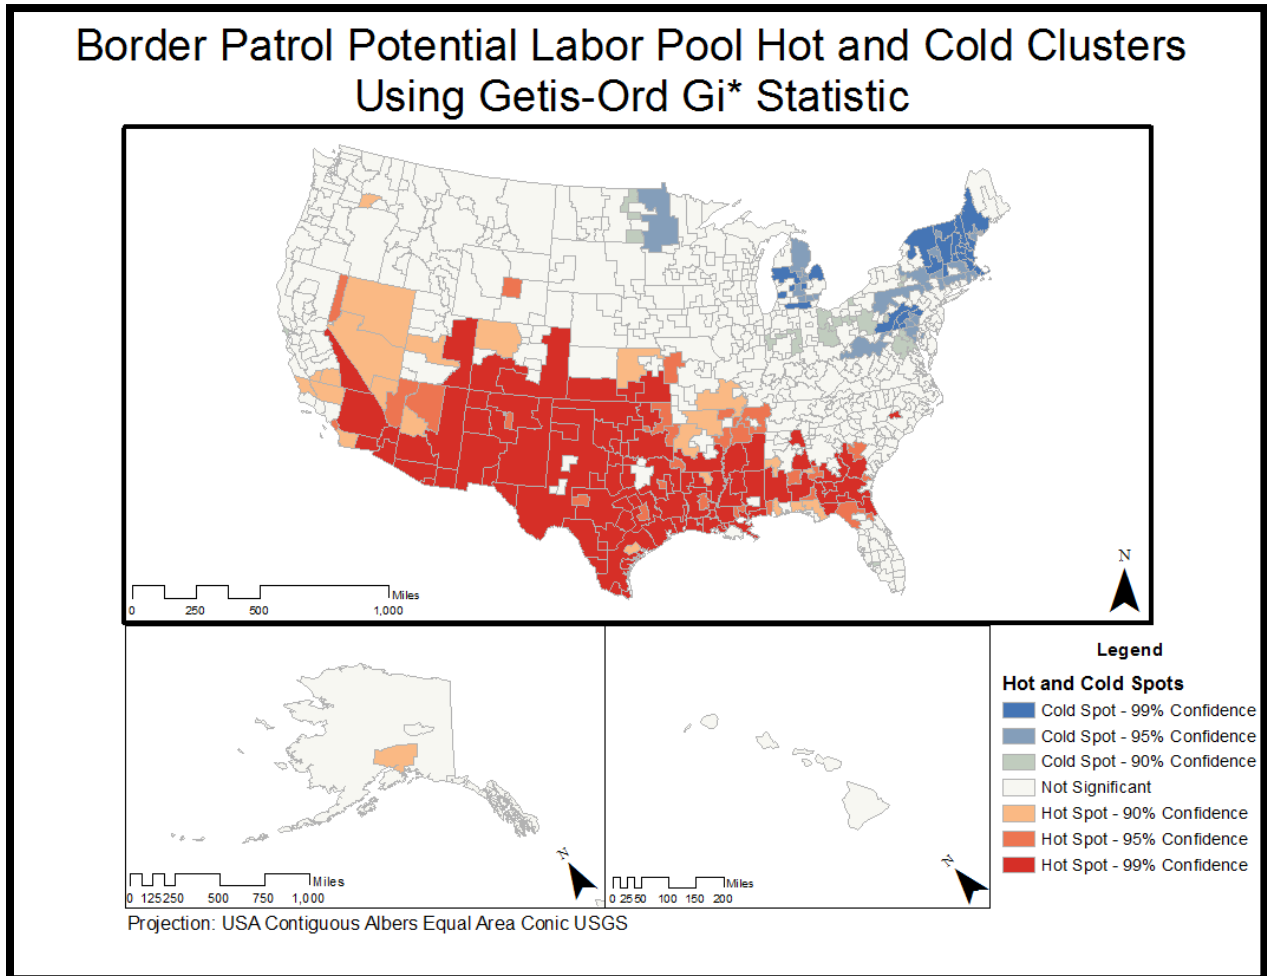 Border Patrol Potential Labor Pool Hot and Cold Clusters
Using Getis-Ord Gi* Statistic
N
Miles
0 250 500 1,000
Legend
Hot and Cold Spots
Cold Spot - 99% Confidence
Cold Spot - 95% Confidence
Cold Spot - 90% Confidence
Not Significant
Hot Spot - 90% Confidence
Hot Spot - 95% Confidence
Hot Spot - 99% Confidence
N
Miles
0 125 250 500 750 1,000
N
Miles
0 25 50 100 150 200
Projection: USA Contiguous Albers Equal Area Conic USGS